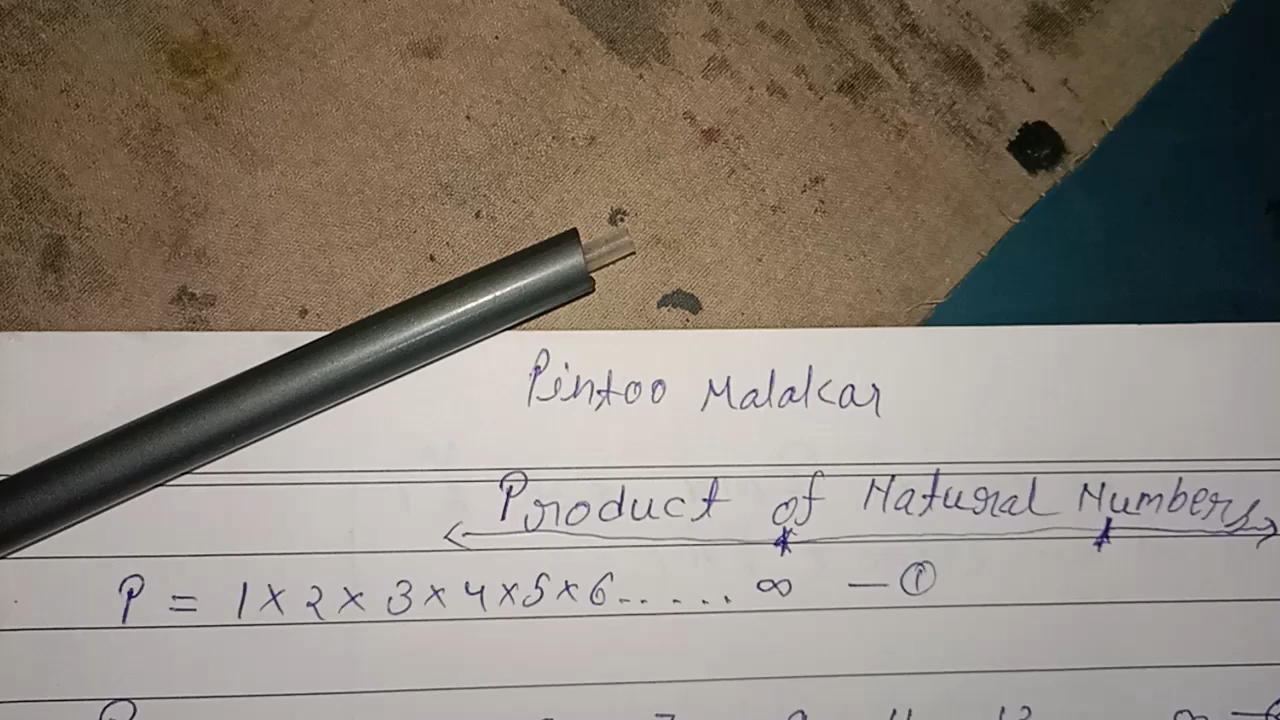 Pintoo Malakar
Product of Natural Numbers
P = 1 × 2 × 3 × 4 × 5 × 6 ...... ∞ — ①